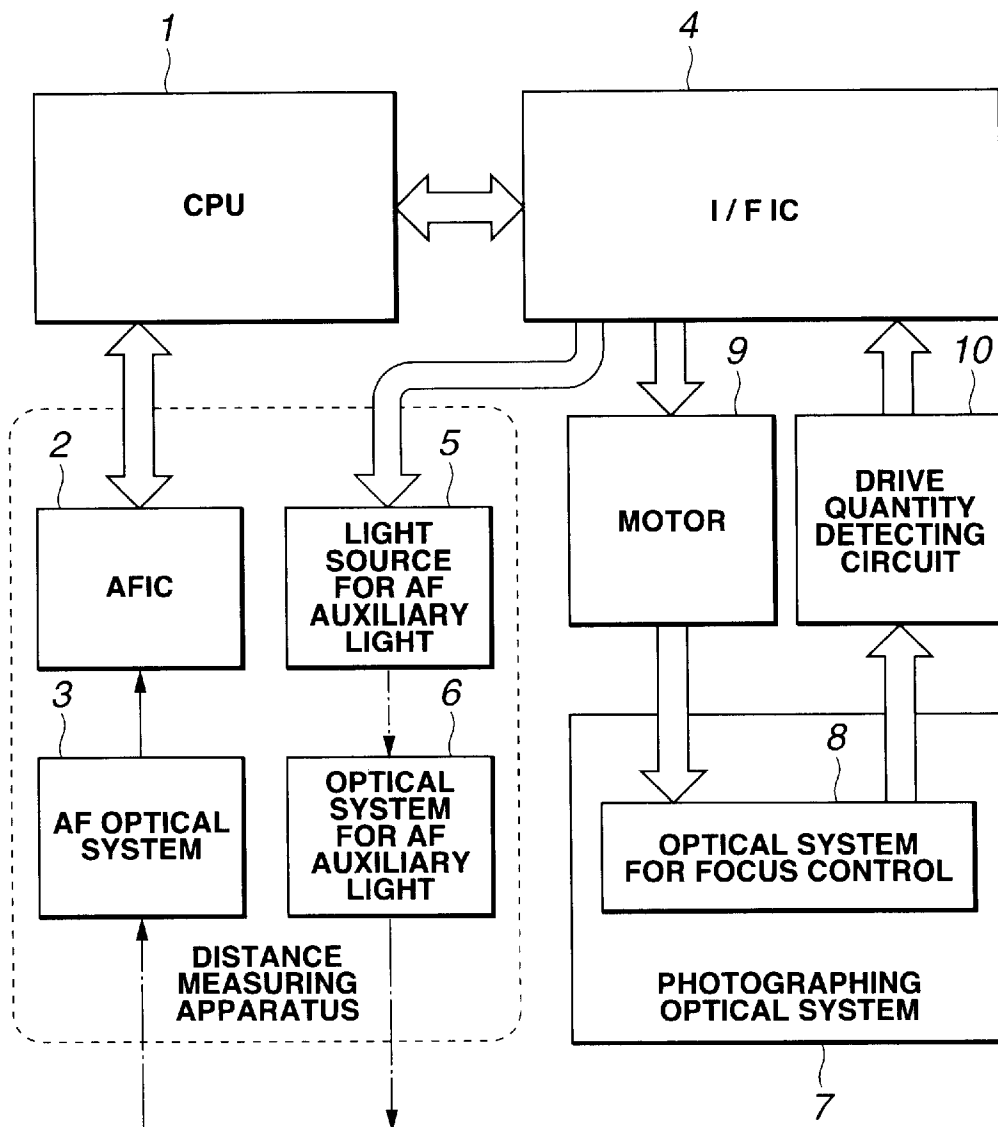 1
4
CPU
I / F IC
9
10
2
5
AFIC
LIGHT
SOURCE
FOR AF
AUXILIARY
LIGHT
MOTOR
DRIVE
QUANTITY
DETECTING
CIRCUIT
3
6
8
AF OPTICAL
SYSTEM
OPTICAL
SYSTEM
FOR AF
AUXILIARY
LIGHT
OPTICAL SYSTEM
FOR FOCUS CONTROL
DISTANCE
MEASURING
APPARATUS
PHOTOGRAPHING
OPTICAL SYSTEM
7